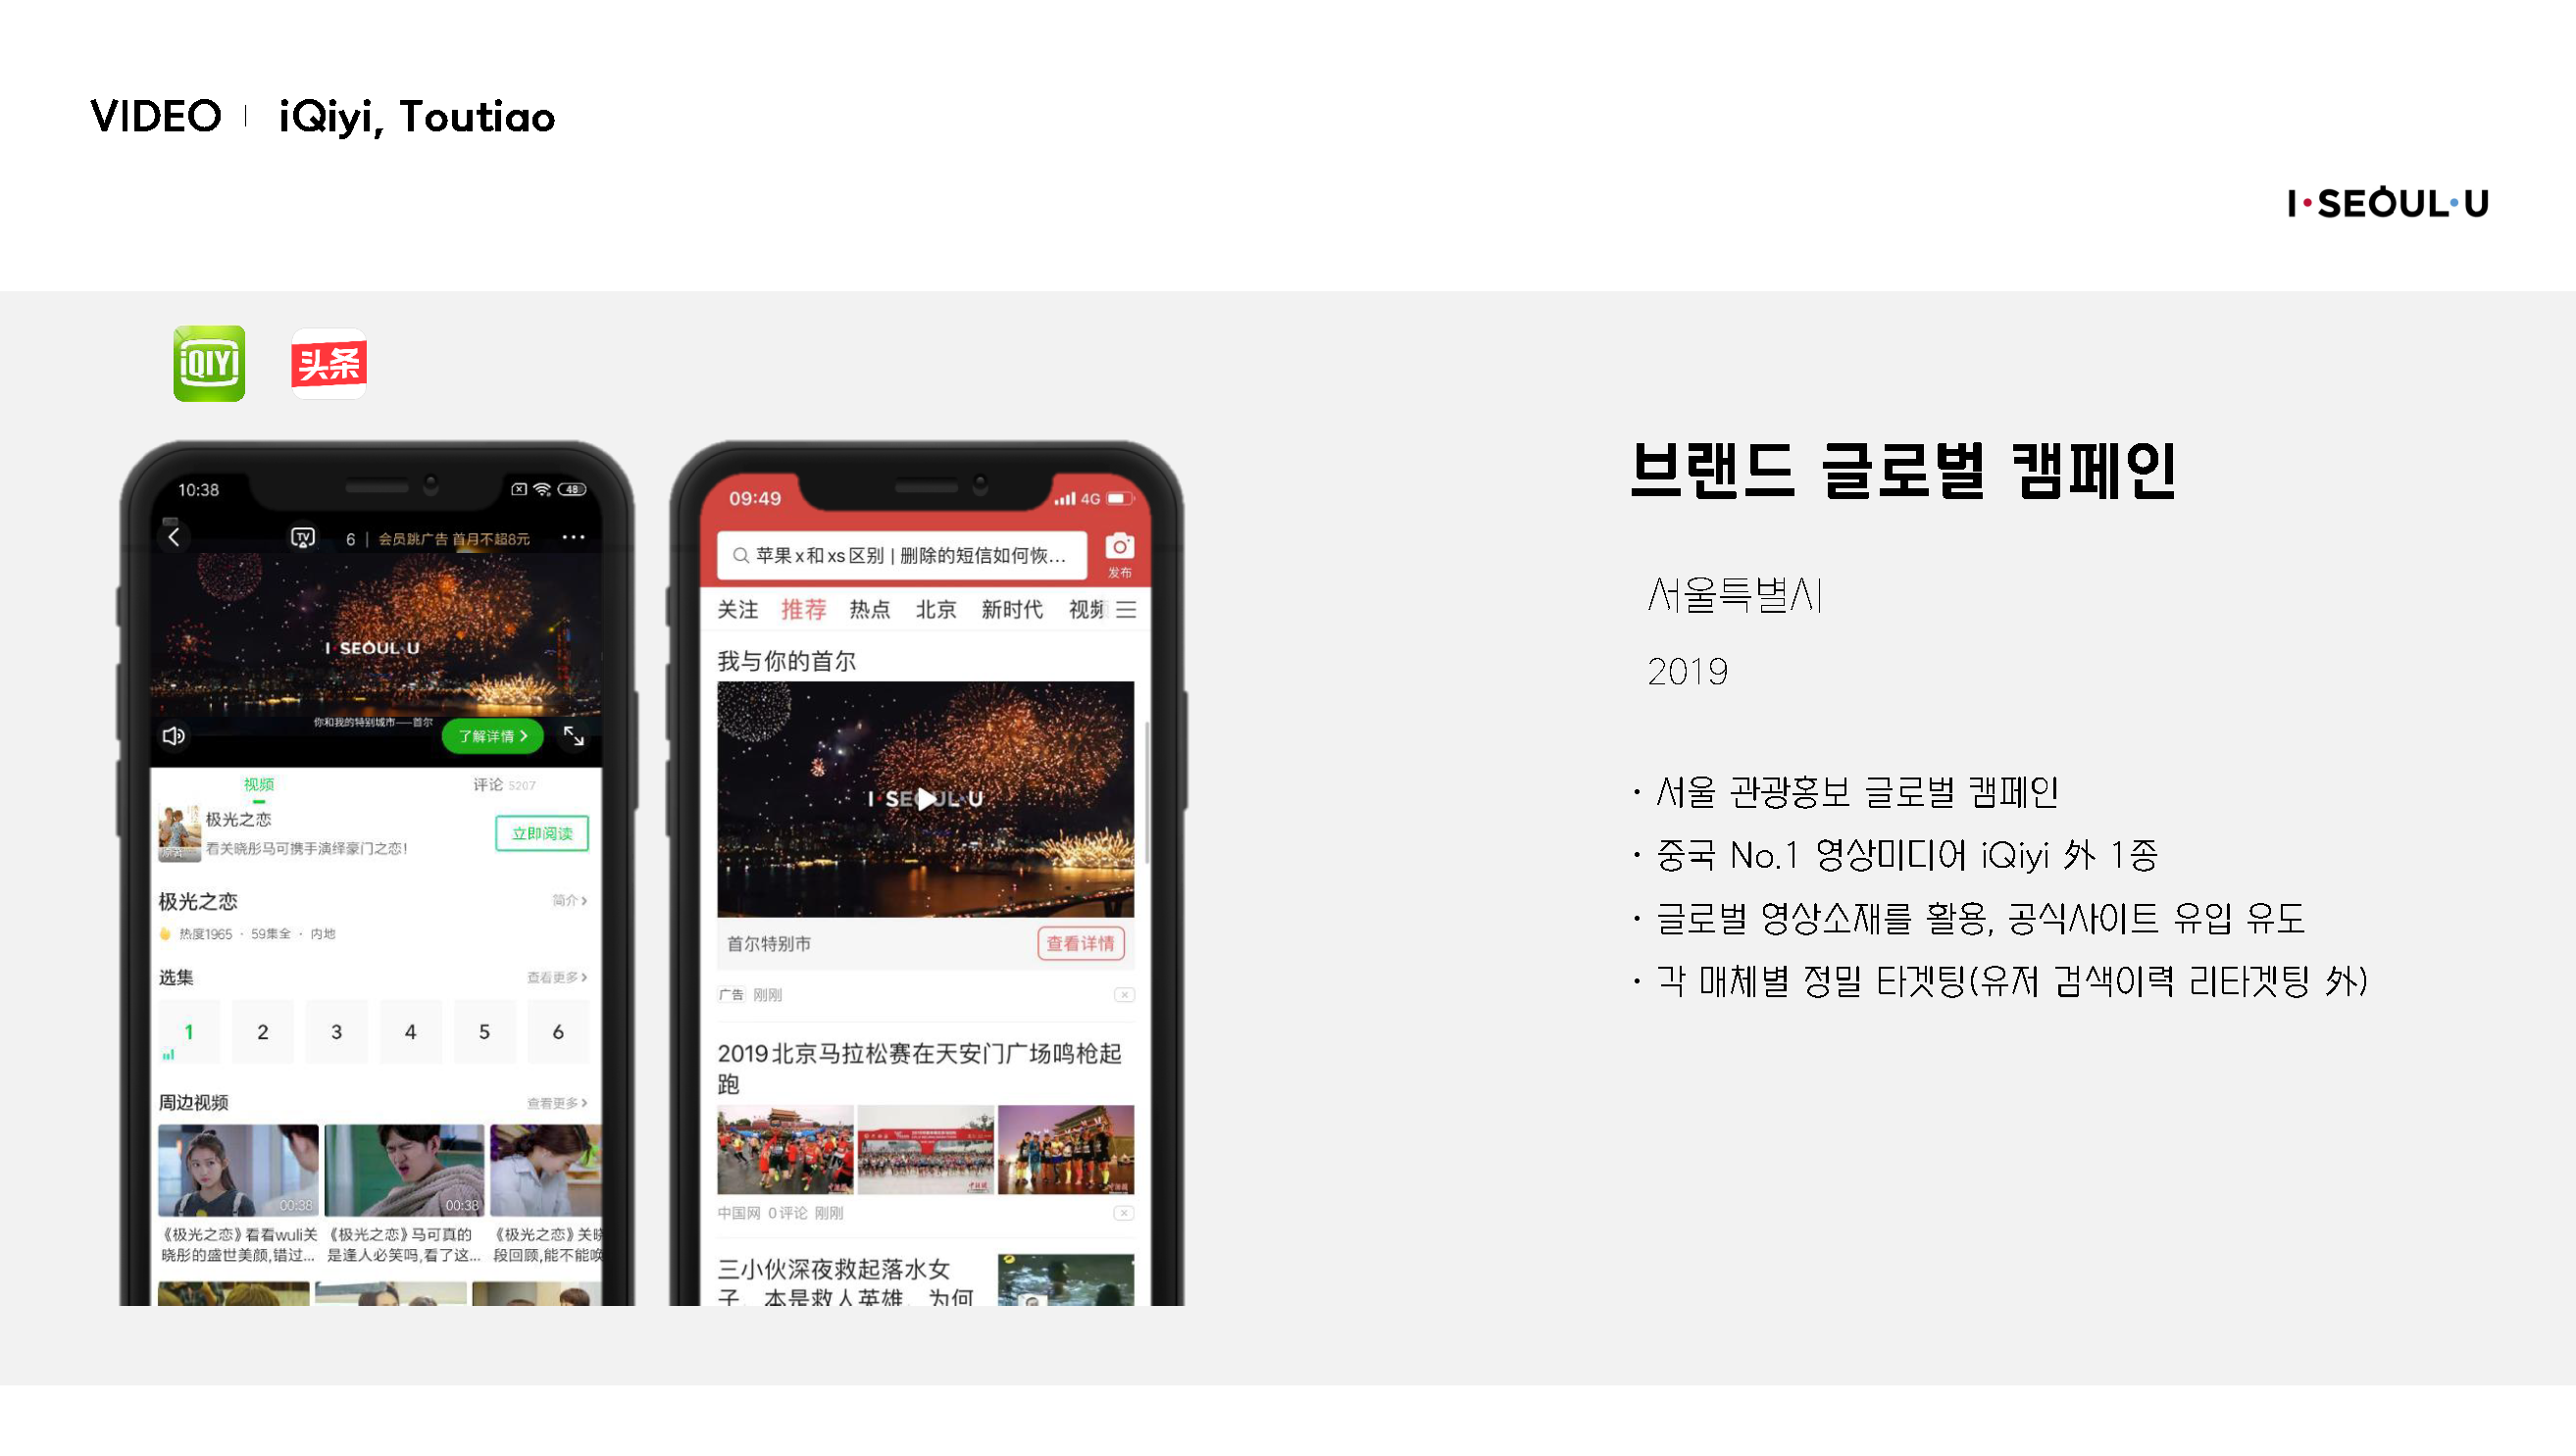 VIDEO | iQiyi, Toutiao
I·SEOUL·U
iQIYI
头条
10:38
48
TV
6 | 会员跳广告 首月不超8元
I·SEOUL·U
你和我的特别城市——首尔
了解详情
视频
评论 5207
极光之恋
看关晓彤马可携手演绎豪门之恋!
立即阅读
极光之恋
简介
热度1965 · 59集全 · 内地
选集
查看更多
1 2 3 4 5 6
周边视频
查看更多
00:38
00:38
《极光之恋》看看wuli关
晓彤的盛世美颜,错过...
《极光之恋》马可真的
是逢人必笑吗,看了这...
《极光之恋》关晓
段回顾,能不能唤
09:49
4G
苹果x和xs区别 | 删除的短信如何恢...
发布
关注 推荐 热点 北京 新时代 视频
我与你的首尔
I·SEOUL·U
首尔特别市
查看详情
广告 刚刚
2019北京马拉松赛在天安门广场鸣枪起
跑
中国网 0评论 刚刚
三小伙深夜救起落水女
子，本是救人英雄，为何
브랜드 글로벌 캠페인
서울특별시
2019
· 서울 관광홍보 글로벌 캠페인
· 중국 No.1 영상미디어 iQiyi 外 1종
· 글로벌 영상소재를 활용, 공식사이트 유입 유도
· 각 매체별 정밀 타겟팅(유저 검색이력 리타겟팅 外)